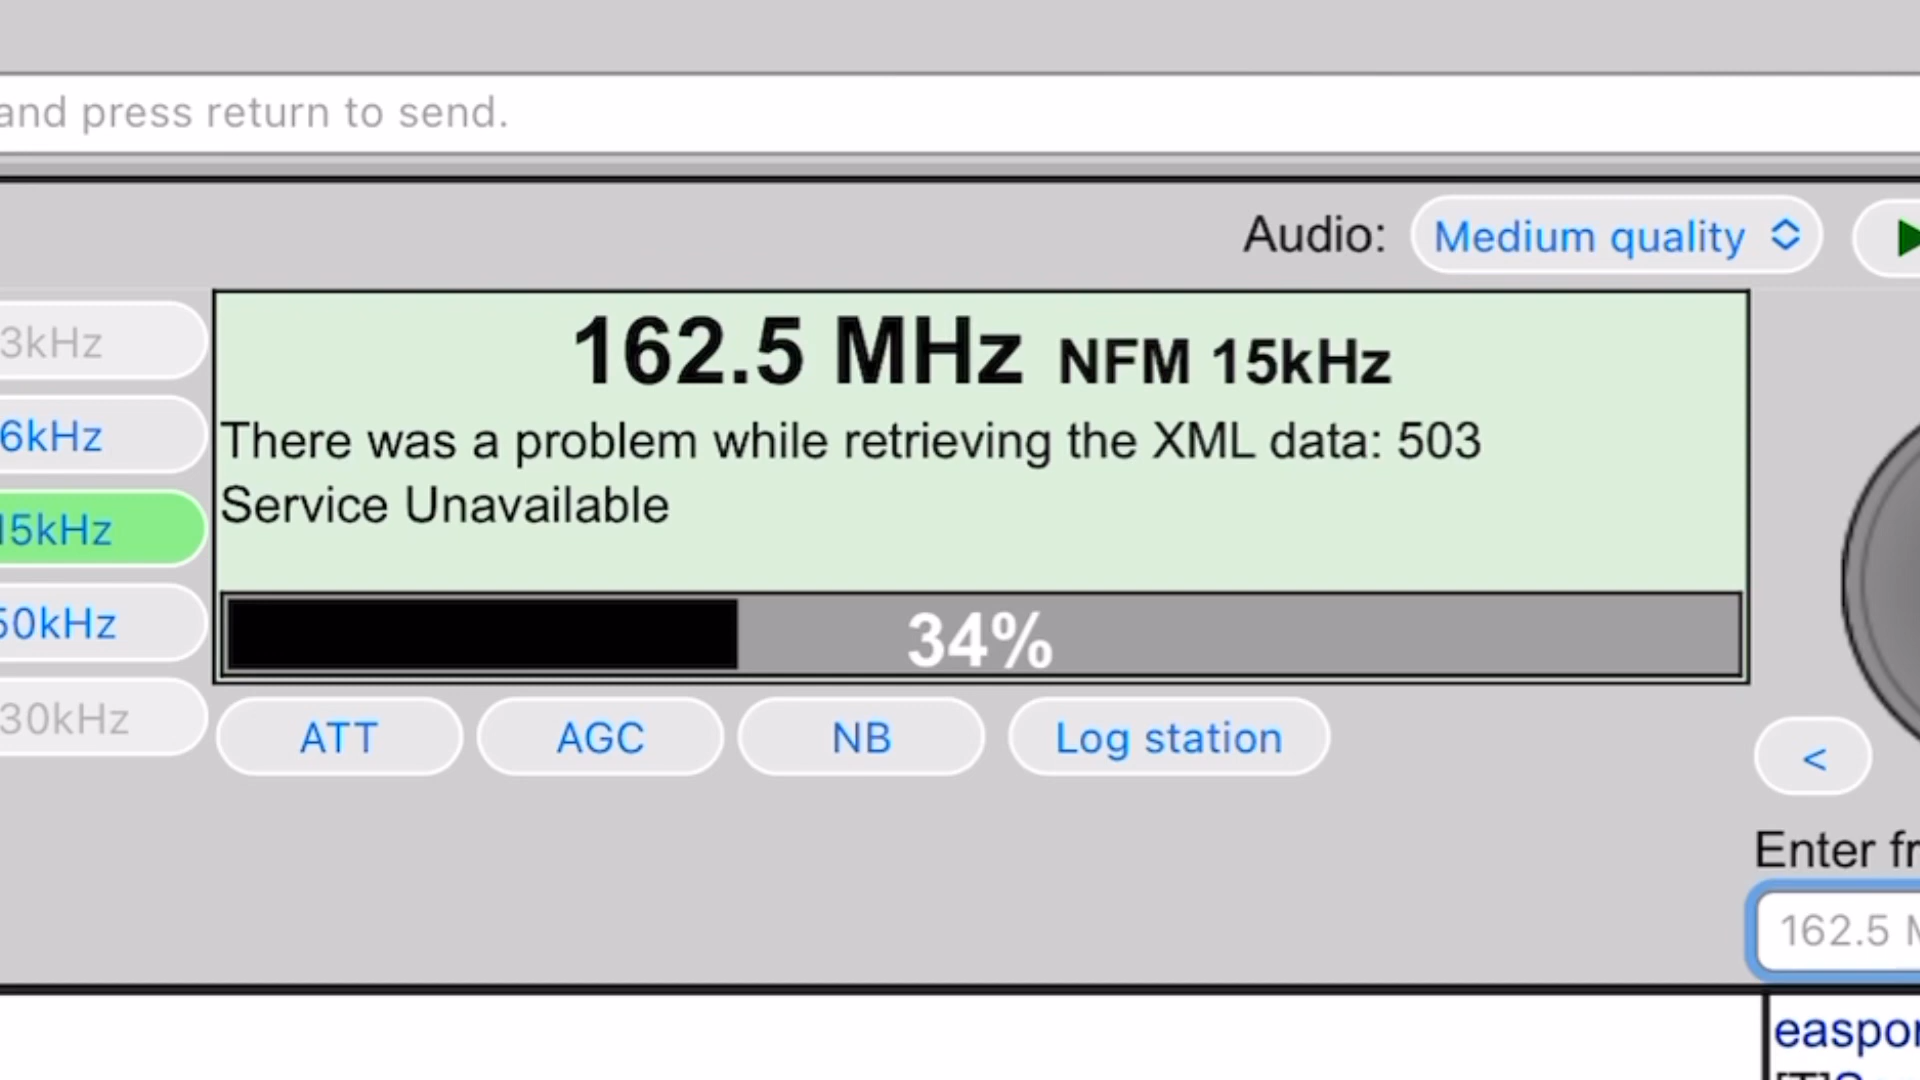 and press return to send.
Audio: Medium quality
162.5 MHz NFM 15kHz
There was a problem while retrieving the XML data: 503
Service Unavailable
34%
3kHz
6kHz
15kHz
50kHz
30kHz
ATT AGC NB Log station
<
Enter
162.5